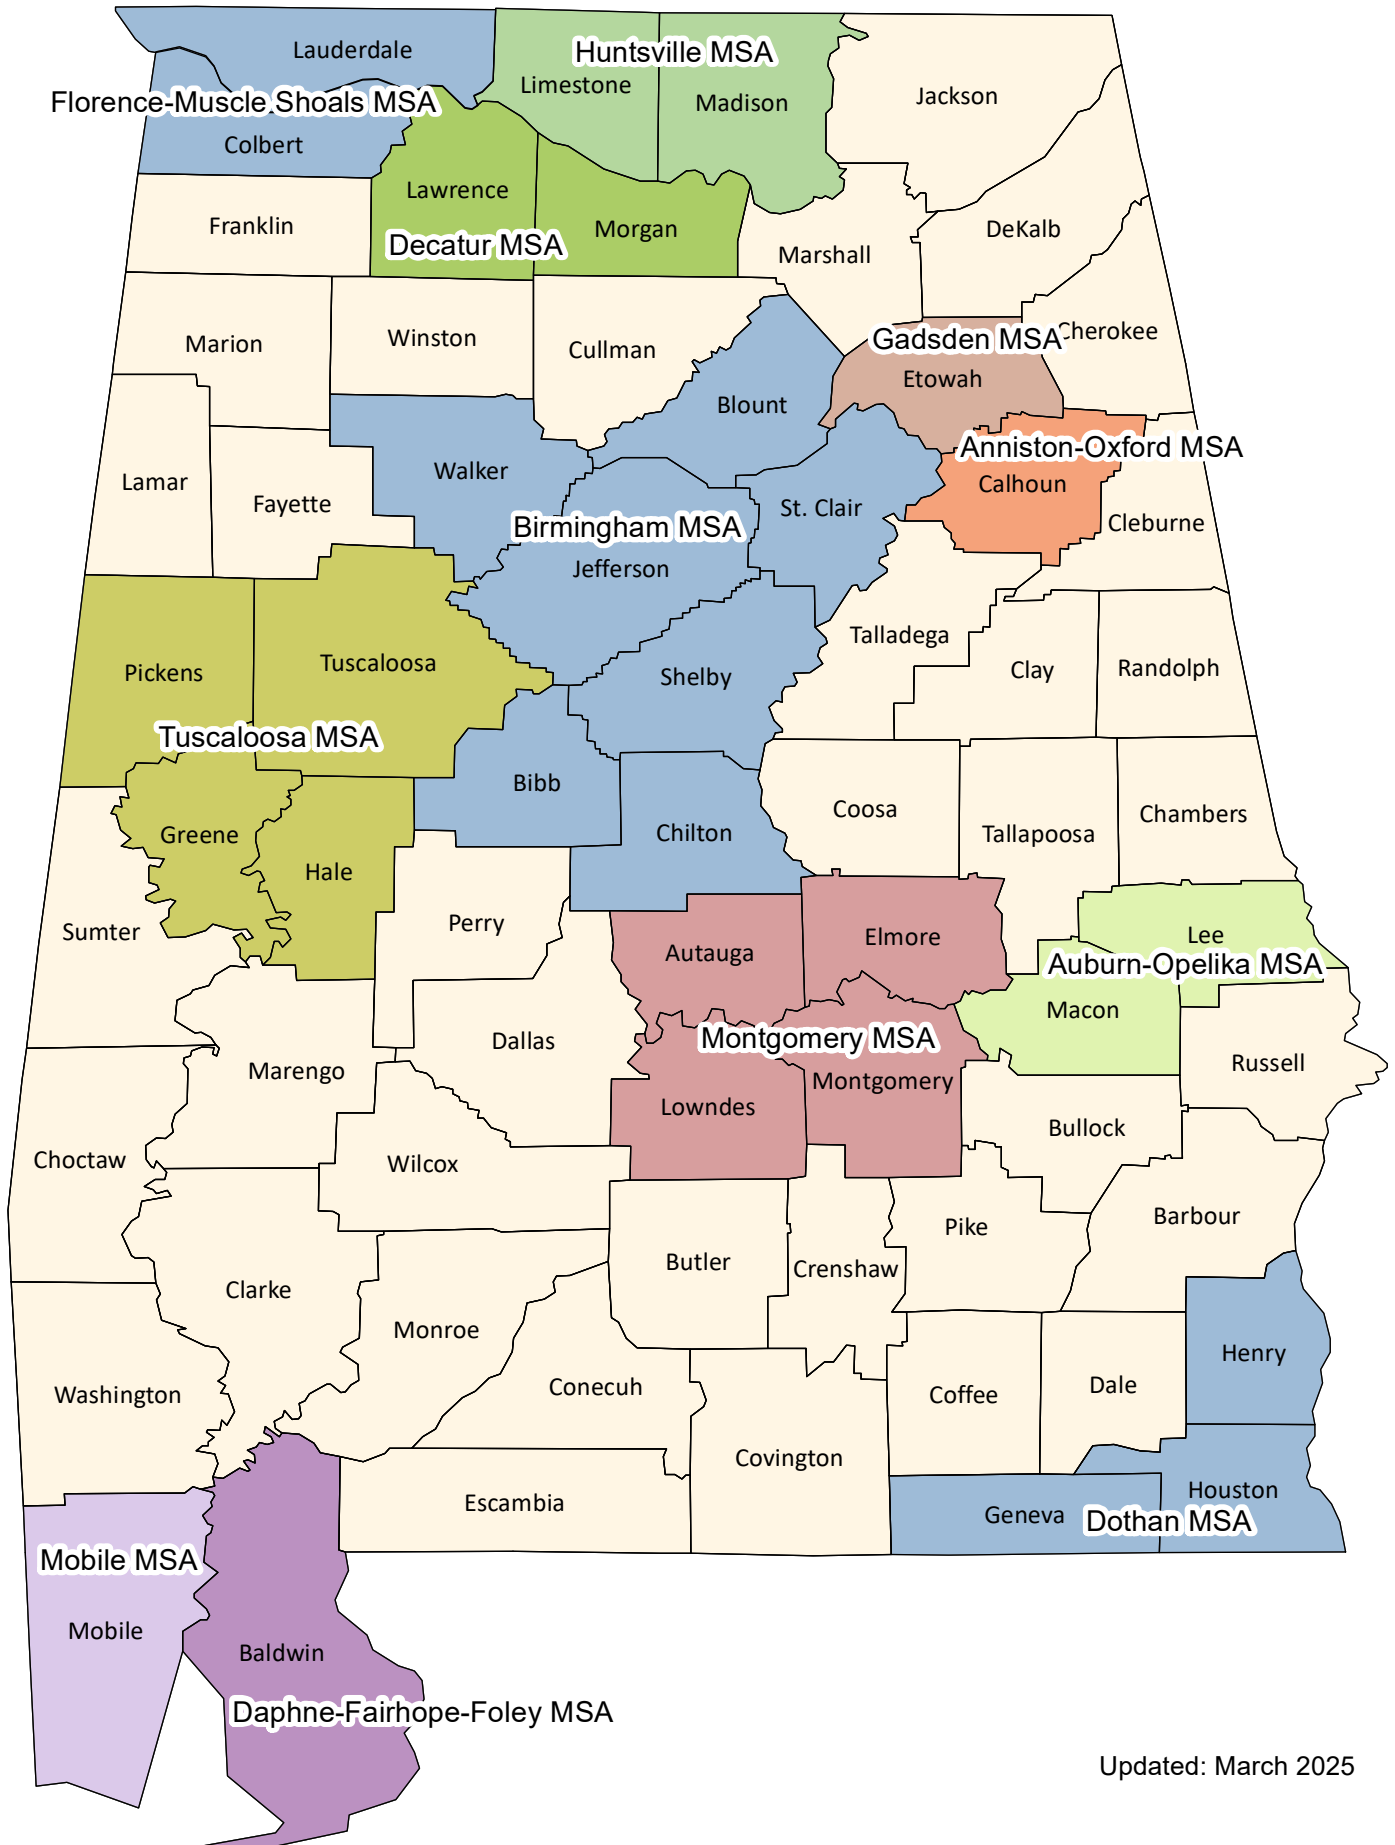 Lauderdale
Huntsville MSA
Limestone
Madison
Jackson
Florence-Muscle Shoals MSA
Colbert
Lawrence
Franklin
Morgan
DeKalb
Decatur MSA
Marshall
Marion
Winston
Cullman
Gadsden MSA
Cherokee
Etowah
Blount
Anniston-Oxford MSA
Walker
Lamar
Calhoun
Fayette
St. Clair
Cleburne
Birmingham MSA
Jefferson
Talladega
Tuscaloosa
Pickens
Shelby
Clay
Randolph
Tuscaloosa MSA
Bibb
Coosa
Chambers
Greene
Chilton
Tallapoosa
Hale
Perry
Sumter
Autauga
Elmore
Lee
Auburn-Opelika MSA
Macon
Dallas
Montgomery MSA
Marengo
Montgomery
Russell
Lowndes
Bullock
Choctaw
Wilcox
Pike
Barbour
Butler
Crenshaw
Clarke
Monroe
Henry
Washington
Conecuh
Coffee
Dale
Covington
Escambia
Houston
Geneva
Dothan MSA
Mobile MSA
Mobile
Baldwin
Daphne-Fairhope-Foley MSA
Updated: March 2025